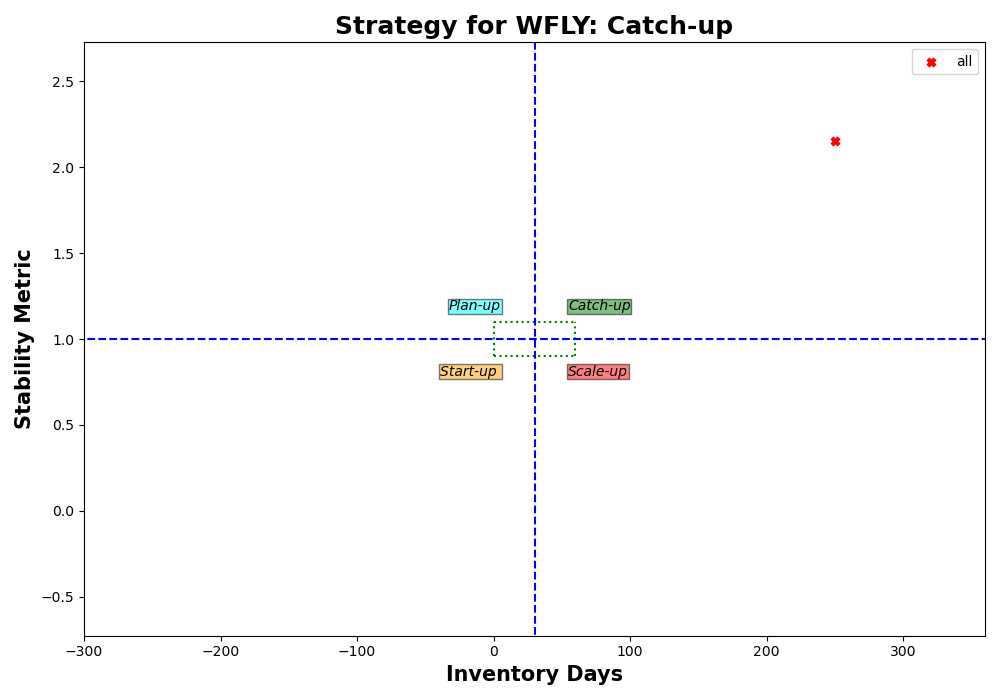 Strategy for WFLY: Catch-up
all
2.5
2.0
1.5
1.0
0.5
0.0
−0.5
Stability Metric
Plan-up
Catch-up
Start-up
Scale-up
−300
−200
−100
0
100
200
300
Inventory Days